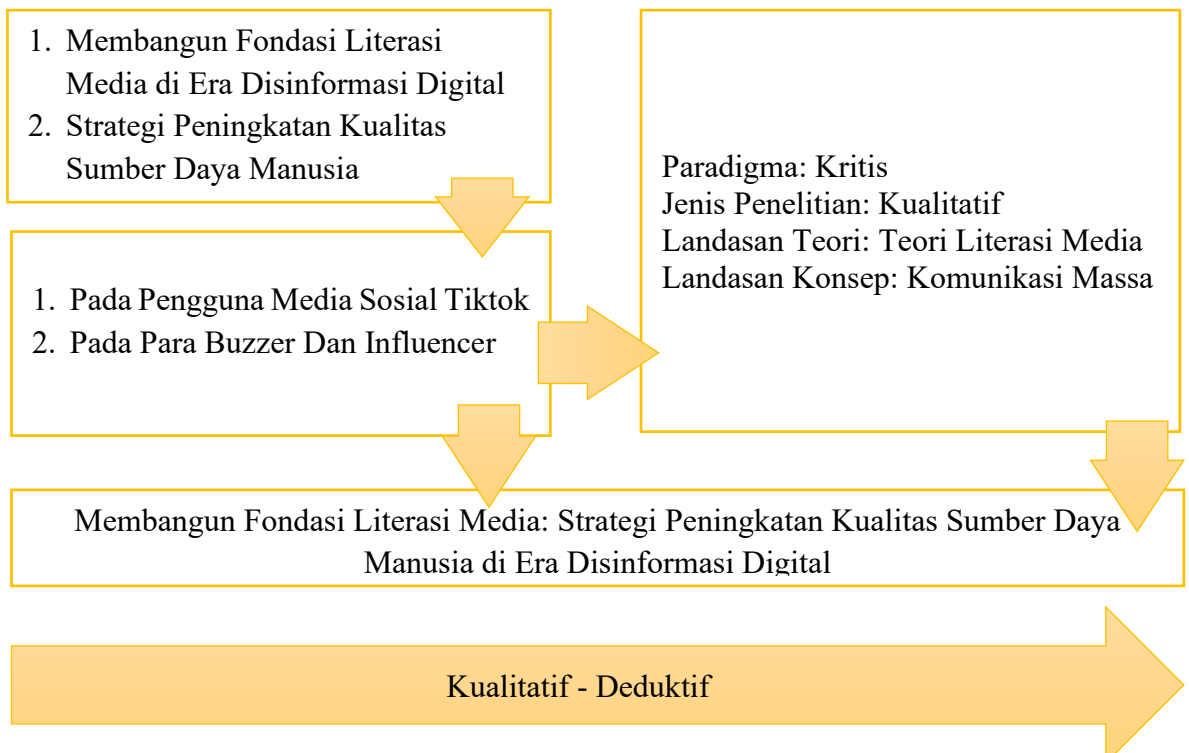 1. Membangun Fondasi Literasi
Media di Era Disinformasi Digital
2. Strategi Peningkatan Kualitas
Sumber Daya Manusia
1. Pada Pengguna Media Sosial Tiktok
2. Pada Para Buzzer Dan Influencer
Paradigma: Kritis
Jenis Penelitian: Kualitatif
Landasan Teori: Teori Literasi Media
Landasan Konsep: Komunikasi Massa
Membangun Fondasi Literasi Media: Strategi Peningkatan Kualitas Sumber Daya
Manusia di Era Disinformasi Digital
Kualitatif - Deduktif